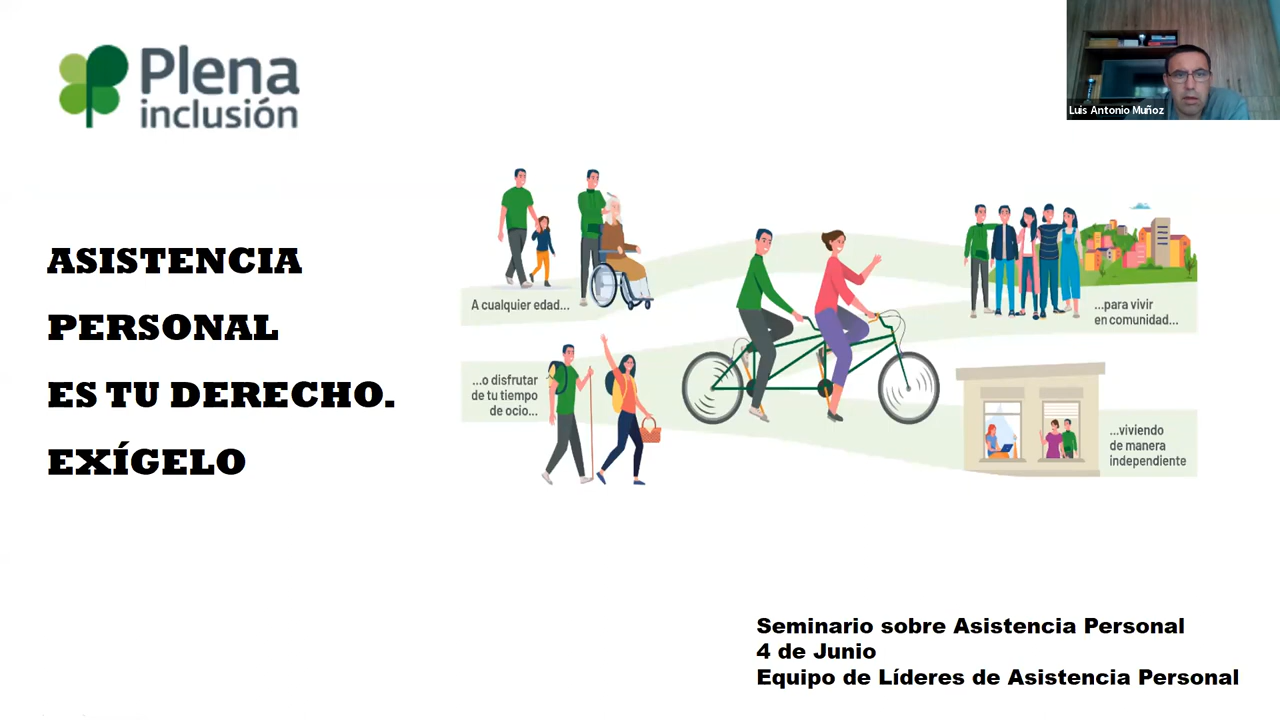 Plena
inclusión
Luis Antonio Muñoz
ASISTENCIA
PERSONAL
ES TU DERECHO.
EXÍGELO
A cualquier edad...
...para vivir
en comunidad...
...o disfrutar
de tu tiempo
de ocio...
...viviendo
de manera
independiente
Seminario sobre Asistencia Personal
4 de Junio
Equipo de Líderes de Asistencia Personal